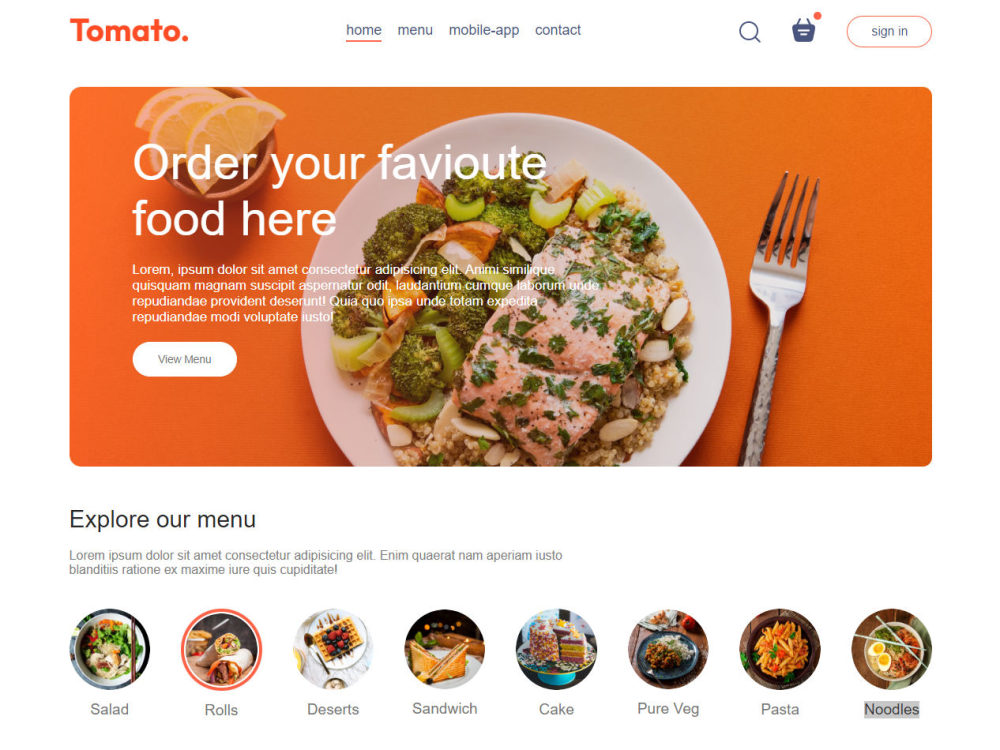 Tomato.
home menu mobile-app contact
sign in
Order your favioute
food here
Lorem, ipsum dolor sit amet consectetur adipisicing elit. Animi similique
quisquam magnam suscipit aspernatur odit, laudantium cumque laborum unde
repudiandae provident deserunt! Quia quo ipsa unde totam expedita
repudiandae modi voluptate iusto!
View Menu
Explore our menu
Lorem ipsum dolor sit amet consectetur adipisicing elit. Enim quaerat nam aperiam iusto
blanditiis ratione ex maxime iure quis cupiditate!
Salad Rolls Deserts Sandwich Cake Pure Veg Pasta Noodles